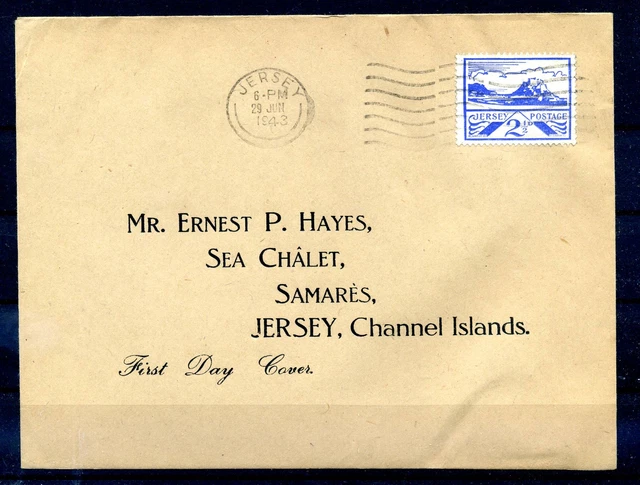 JERSEY
6-PM
29 JUN
1943
JERSEY POSTAGE
2½D
MR. ERNEST P. HAYES,
SEA CHÂLET,
SAMARÈS,
JERSEY, Channel Islands.
First Day Cover.